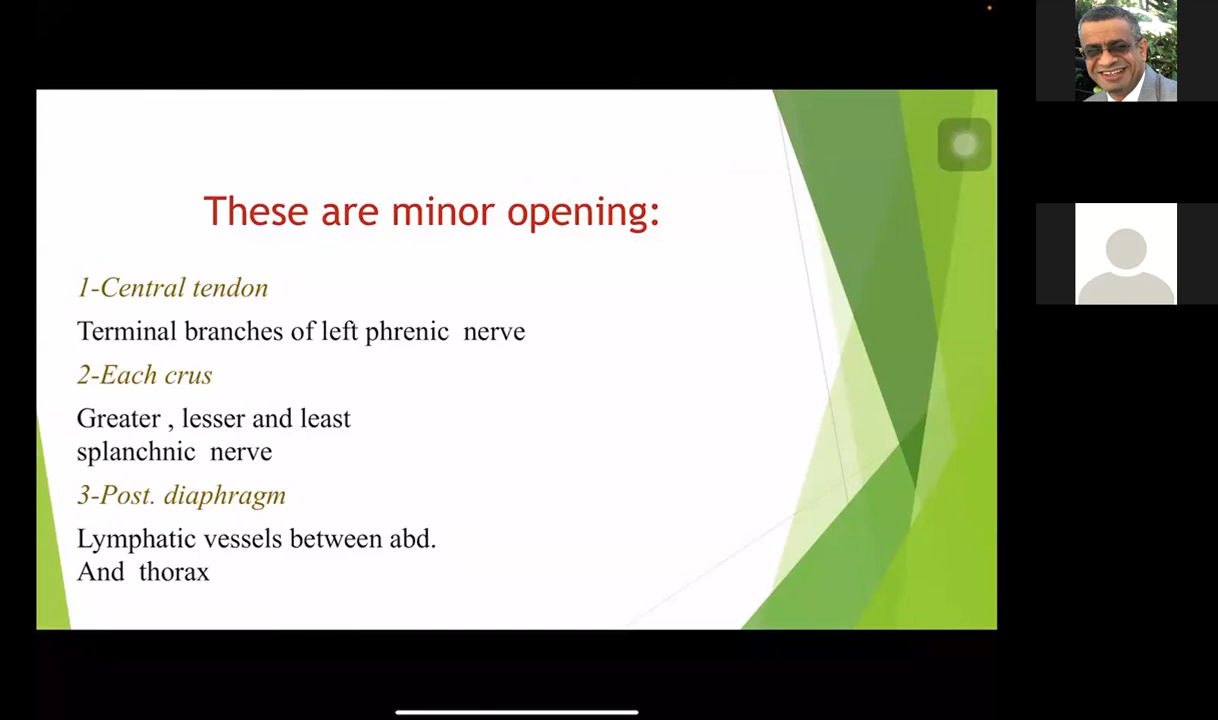 These are minor opening:
1-Central tendon
Terminal branches of left phrenic nerve
2-Each crus
Greater , lesser and least
splanchnic nerve
3-Post. diaphragm
Lymphatic vessels between abd.
And thorax